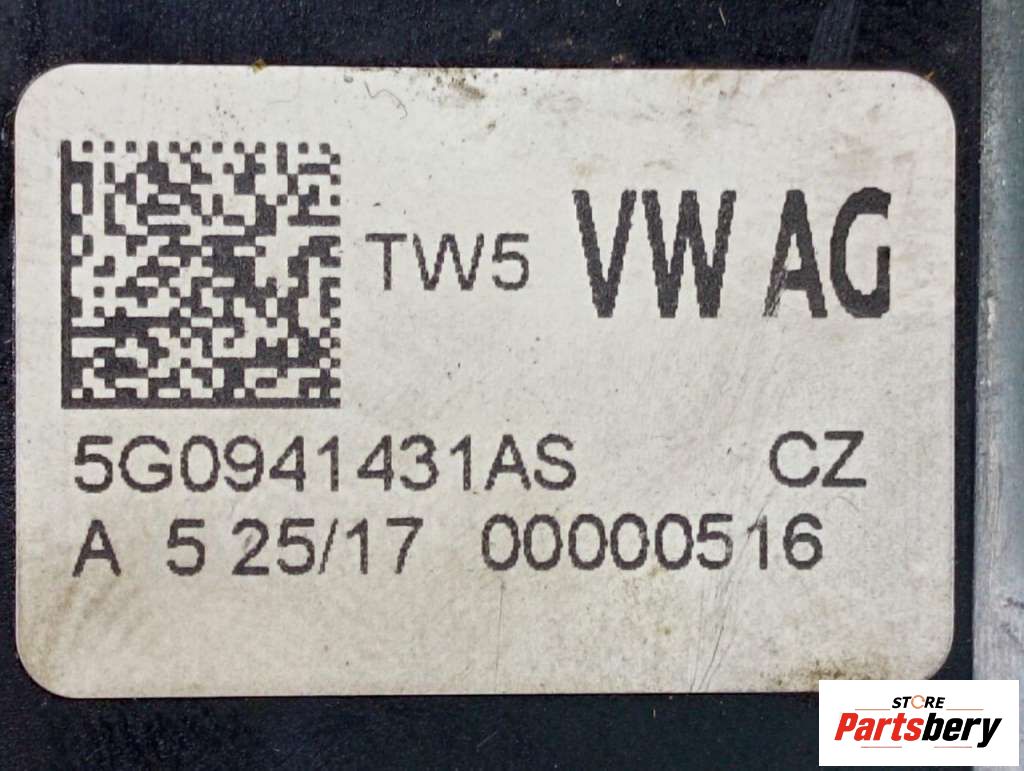 TW5 VW AG
5G0941431AS CZ
A 5 25/17 00000516
STORE
Partsbery